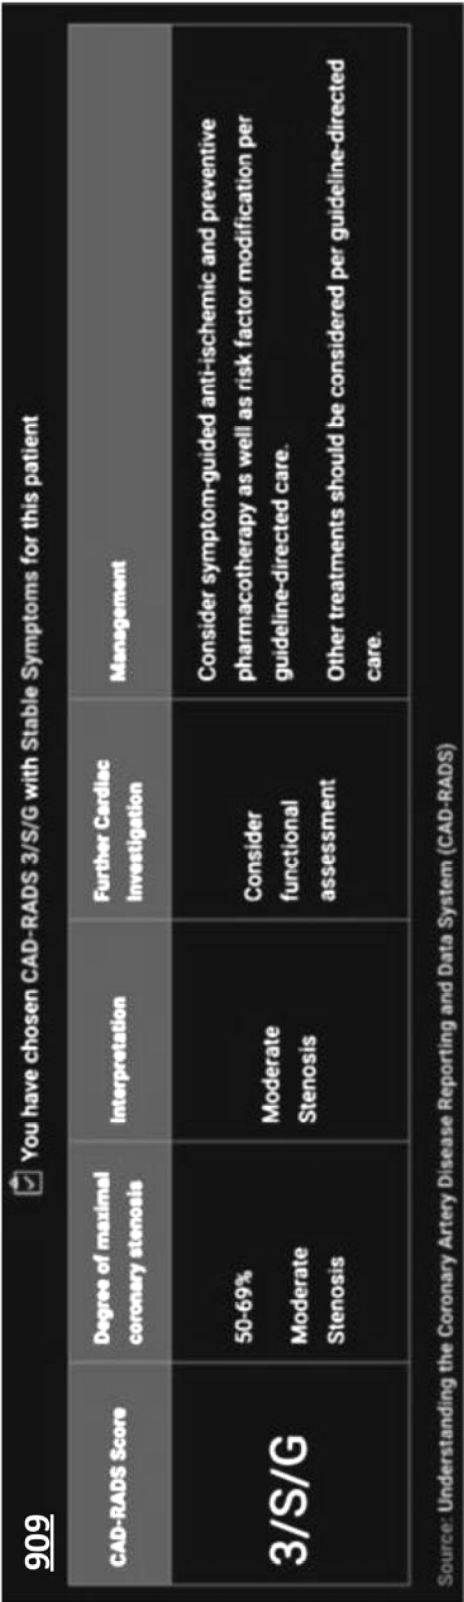 909
You have chosen CAD-RADS 3/S/G with Stable Symptoms for this patient
CAD-RADS Score
Degree of maximal
coronary stenosis
Interpretation
Further Cardiac
Investigation
Management
3/S/G
50-69%
Moderate
Stenosis
Moderate
Stenosis
Consider
functional
assessment
Consider symptom-guided anti-ischemic and preventive
pharmacotherapy as well as risk factor modification per
guideline-directed care.
Other treatments should be considered per guideline-directed
care.
Source: Understanding the Coronary Artery Disease Reporting and Data System (CAD-RADS)